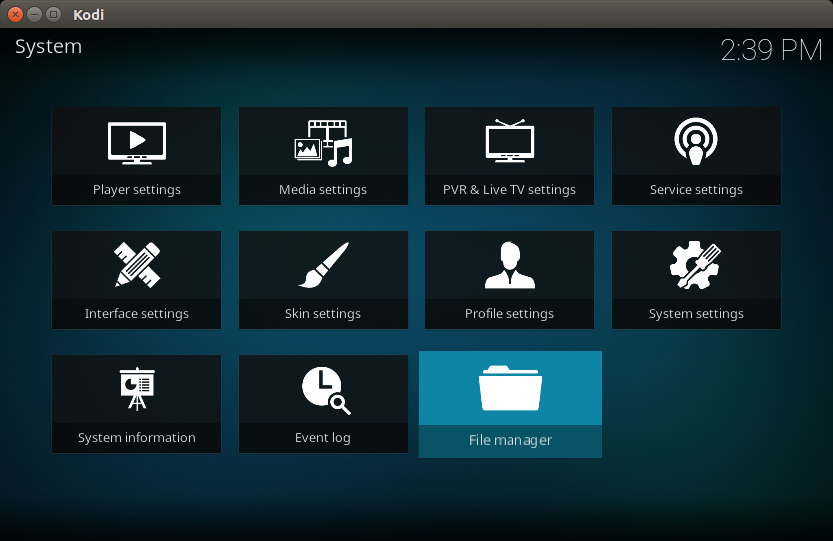 Kodi
System
2:39 PM
Player settings
Media settings
PVR & Live TV settings
Service settings
Interface settings
Skin settings
Profile settings
System settings
System information
Event log
File manager